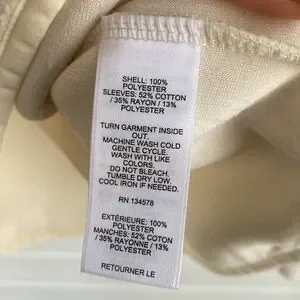 SHELL: 100%
POLYESTER
SLEEVES: 52% COTTON
/ 35% RAYON / 13%
POLYESTER
TURN GARMENT INSIDE
OUT.
MACHINE WASH COLD
GENTLE CYCLE.
WASH WITH LIKE
COLORS.
DO NOT BLEACH.
TUMBLE DRY LOW.
COOL IRON IF NEEDED.
RN 134578
EXTÉRIEURE: 100%
POLYESTER
MANCHES: 52% COTON
/ 35% RAYONNE / 13%
POLYESTER
RETOURNER LE